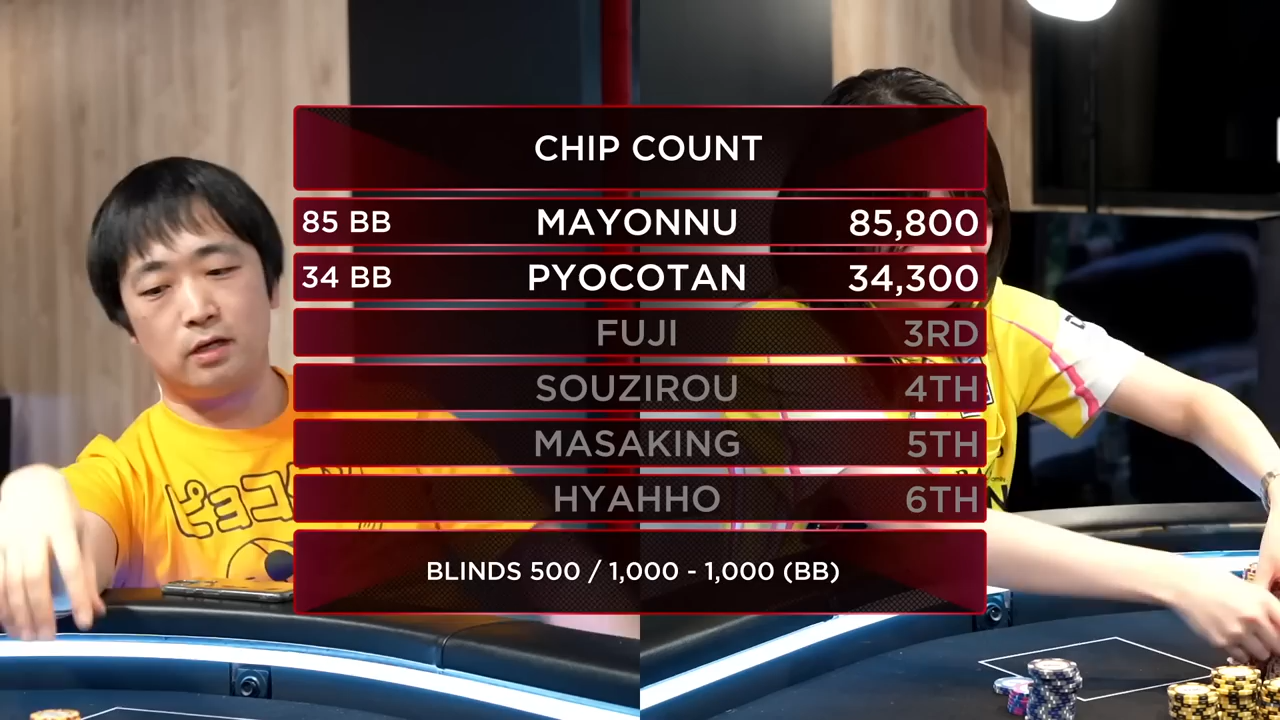 CHIP COUNT
85 BB MAYONNU 85,800
34 BB PYOCOTAN 34,300
FUJI 3RD
SOUZIROU 4TH
MASAKING 5TH
HYAHHO 6TH
BLINDS 500 / 1,000 - 1,000 (BB)